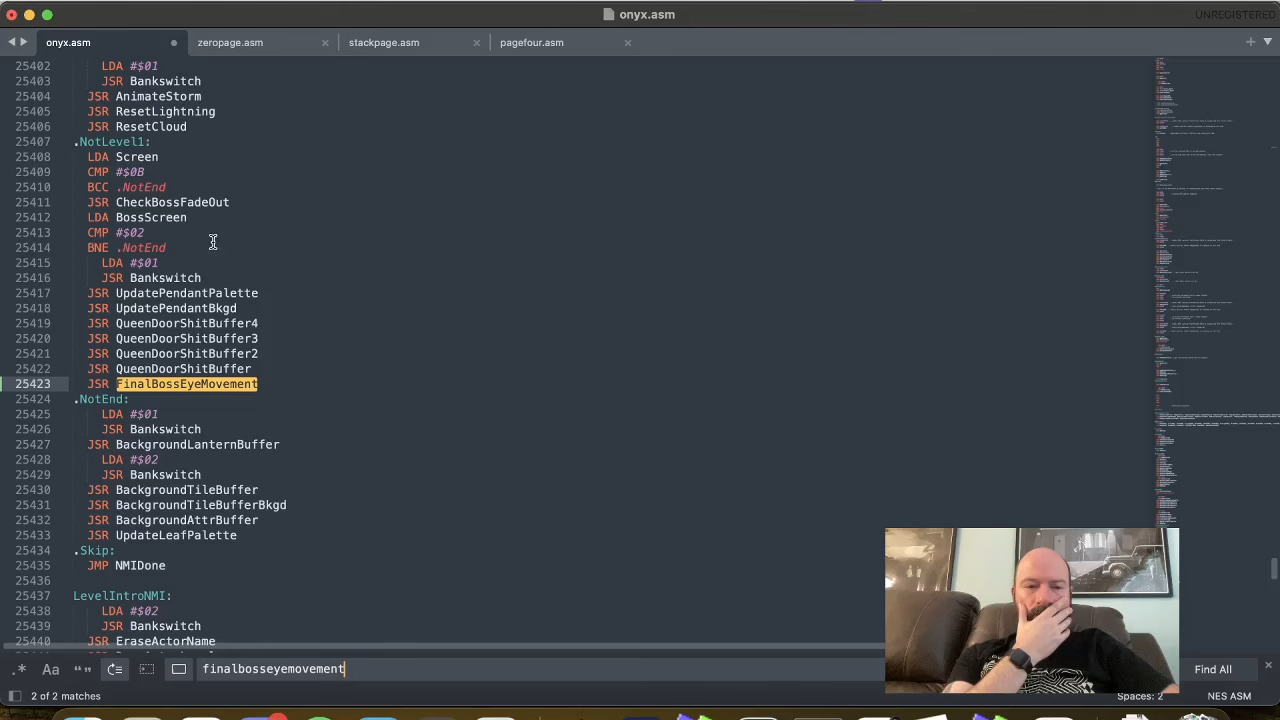 onyx.asm
UNREGISTERED
onyx.asm
zeropage.asm
stackpage.asm
pagefour.asm
25402 LDA #$01
25403 JSR Bankswitch
25404 JSR AnimateStorm
25405 JSR ResetLightning
25406 JSR ResetCloud
25407 .NotLevel1:
25408 LDA Screen
25409 CMP #$0B
25410 BCC .NotEnd
25411 JSR CheckBossFadeOut
25412 LDA BossScreen
25413 CMP #$02
25414 BNE .NotEnd
25415 LDA #$01
25416 JSR Bankswitch
25417 JSR UpdatePendantPalette
25418 JSR UpdatePendantBkgd
25419 JSR QueenDoorShitBuffer4
25420 JSR QueenDoorShitBuffer3
25421 JSR QueenDoorShitBuffer2
25422 JSR QueenDoorShitBuffer
25423 JSR FinalBossEyeMovement
25424 .NotEnd:
25425 LDA #$01
25426 JSR Bankswitch
25427 JSR BackgroundLanternBuffer
25428 LDA #$02
25429 JSR Bankswitch
25430 JSR BackgroundTileBuffer
25431 JSR BackgroundTileBufferBkgd
25432 JSR BackgroundAttrBuffer
25433 JSR UpdateLeafPalette
25434 .Skip:
25435 JMP NMIDone
25436
25437 LevelIntroNMI:
25438 LDA #$02
25439 JSR Bankswitch
25440 JSR EraseActorName
.* Aa “” finalbosseyemovement Find All
2 of 2 matches
Spaces: 2
NES ASM